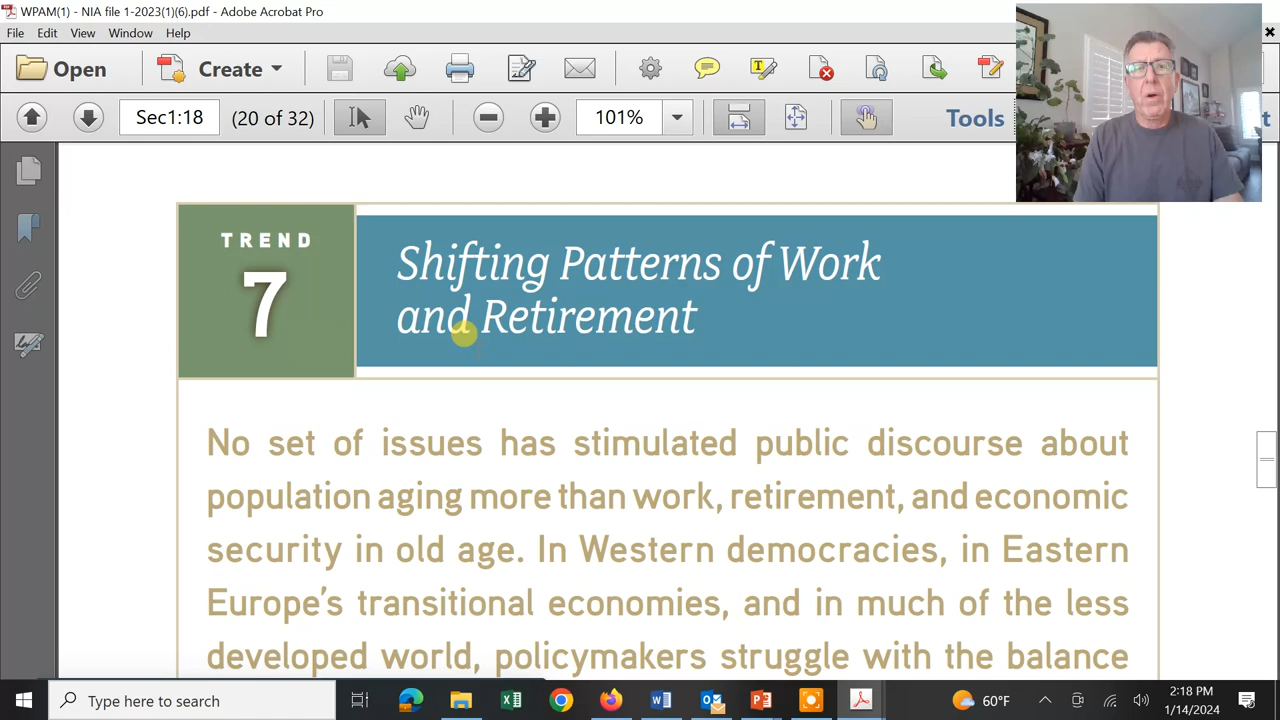 WPAM(1) - NIA file 1-2023(1)(6).pdf - Adobe Acrobat Pro
File Edit View Window Help
Open Create
Sec1:18 (20 of 32) 101% Tools
TREND
7
Shifting Patterns of Work
and Retirement
No set of issues has stimulated public discourse about
population aging more than work, retirement, and economic
security in old age. In Western democracies, in Eastern
Europe's transitional economies, and in much of the less
developed world, policymakers struggle with the balance
Type here to search
60°F
2:18 PM
1/14/2024